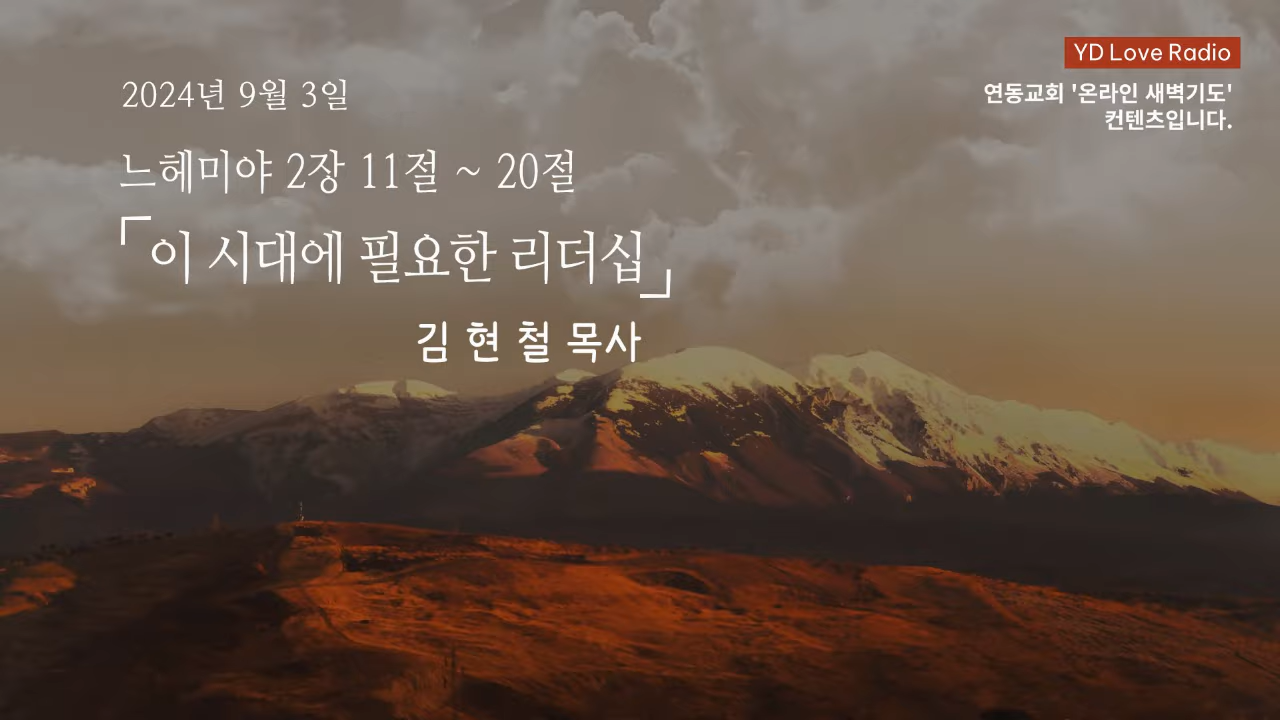 2024년 9월 3일
느헤미야 2장 11절 ~ 20절
「이 시대에 필요한 리더십」
김 현 철 목사
YD Love Radio
연동교회 '온라인 새벽기도'
컨텐츠입니다.